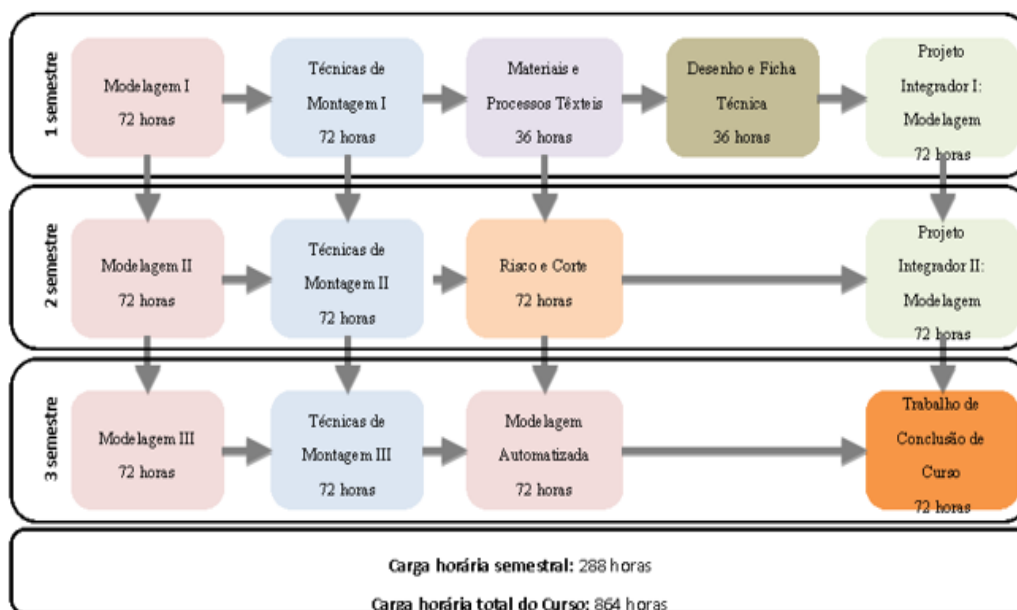 1 semestre
Modelagem I
72 horas
Técnicas de
Montagem I
72 horas
Materiais e
Processos Têxteis
36 horas
Desenho e Ficha
Técnica
36 horas
Projeto
Integrador I:
Modelagem
72 horas
2 semestre
Modelagem II
72 horas
Técnicas de
Montagem II
72 horas
Risco e Corte
72 horas
Projeto
Integrador II:
Modelagem
72 horas
3 semestre
Modelagem III
72 horas
Técnicas de
Montagem III
72 horas
Modelagem
Automatizada
72 horas
Trabalho de
Conclusão de
Curso
72 horas
Carga horária semestral: 288 horas
Carga horária total do Curso: 864 horas